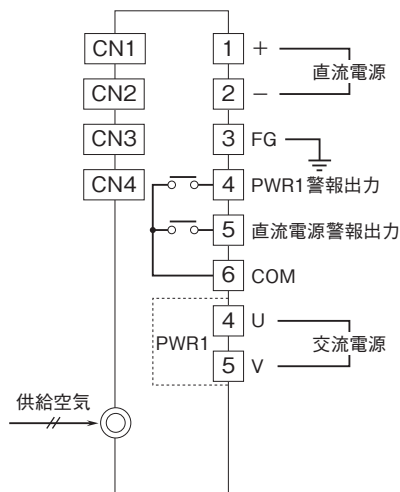 CN1
CN2
CN3
CN4
1 +
2 −
直流電源
3 FG
4 PWR1警報出力
5 直流電源警報出力
6 COM
PWR1
4 U
5 V
交流電源
供給空気